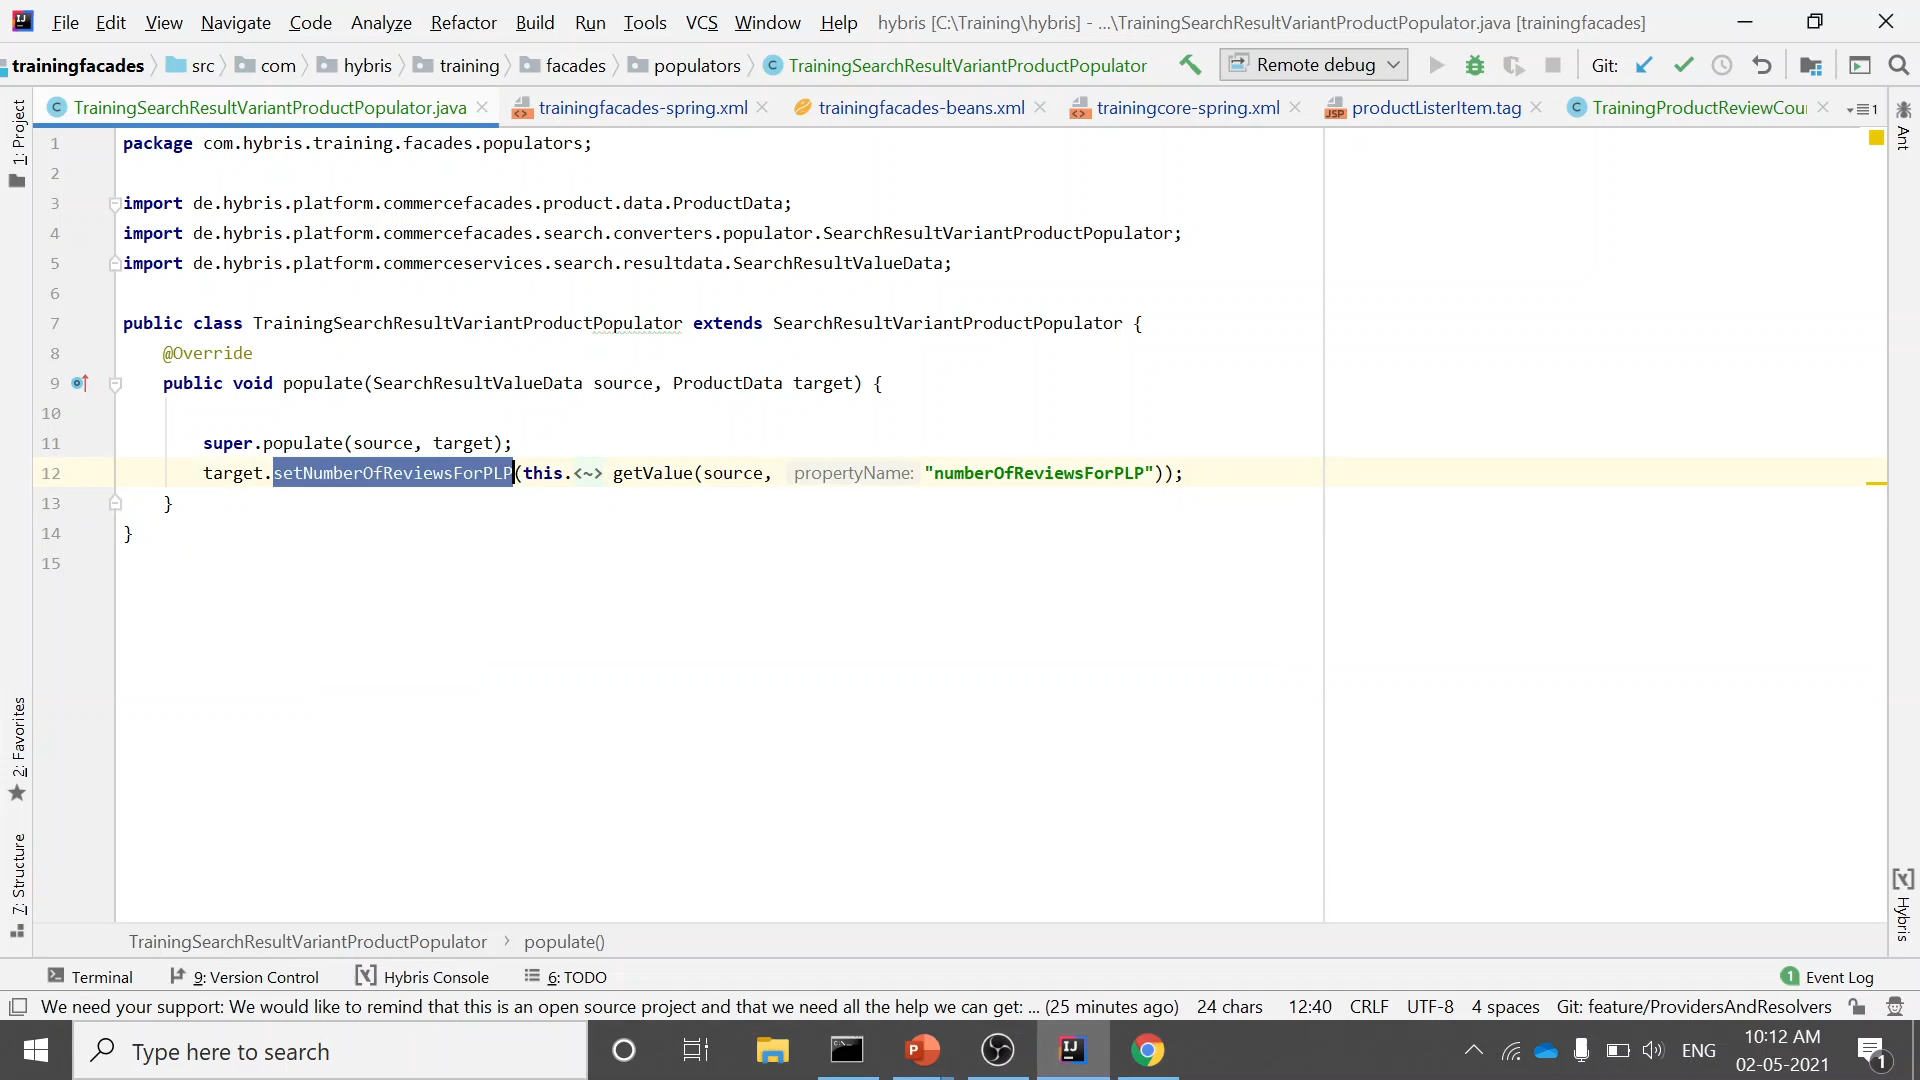 File Edit View Navigate Code Analyze Refactor Build Run Tools VCS Window Help hybris [C:\Training\hybris] - ...\TrainingSearchResultVariantProductPopulator.java [trainingfacades]
trainingfacades src com hybris training facades populators TrainingSearchResultVariantProductPopulator Remote debug Git:
TrainingSearchResultVariantProductPopulator.java trainingfacades-spring.xml trainingfacades-beans.xml trainingcore-spring.xml productListerItem.tag TrainingProductReviewCou 1
1: Project
Ant
1 package com.hybris.training.facades.populators;
2
3 import de.hybris.platform.commercefacades.product.data.ProductData;
4 import de.hybris.platform.commercefacades.search.converters.populator.SearchResultVariantProductPopulator;
5 import de.hybris.platform.commerceservices.search.resultdata.SearchResultValueData;
6
7 public class TrainingSearchResultVariantProductPopulator extends SearchResultVariantProductPopulator {
8 @Override
9 public void populate(SearchResultValueData source, ProductData target) {
10
11 super.populate(source, target);
12 target.setNumberOfReviewsForPLP(this.<~> getValue(source, propertyName: "numberOfReviewsForPLP"));
13 }
14 }
15
2: Favorites
7: Structure
Hybris
TrainingSearchResultVariantProductPopulator › populate()
Terminal 9: Version Control Hybris Console 6: TODO 1 Event Log
We need your support: We would like to remind that this is an open source project and that we need all the help we can get: ... (25 minutes ago) 24 chars 12:40 CRLF UTF-8 4 spaces Git: feature/ProvidersAndResolvers
Type here to search
ENG
10:12 AM
02-05-2021
1